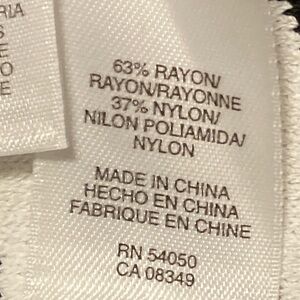 RIA
S
E
O
E
63% RAYON/
RAYON/RAYONNE
37% NYLON/
NILON POLIAMIDA/
NYLON
MADE IN CHINA
HECHO EN CHINA
FABRIQUE EN CHINE
RN 54050
CA 08349